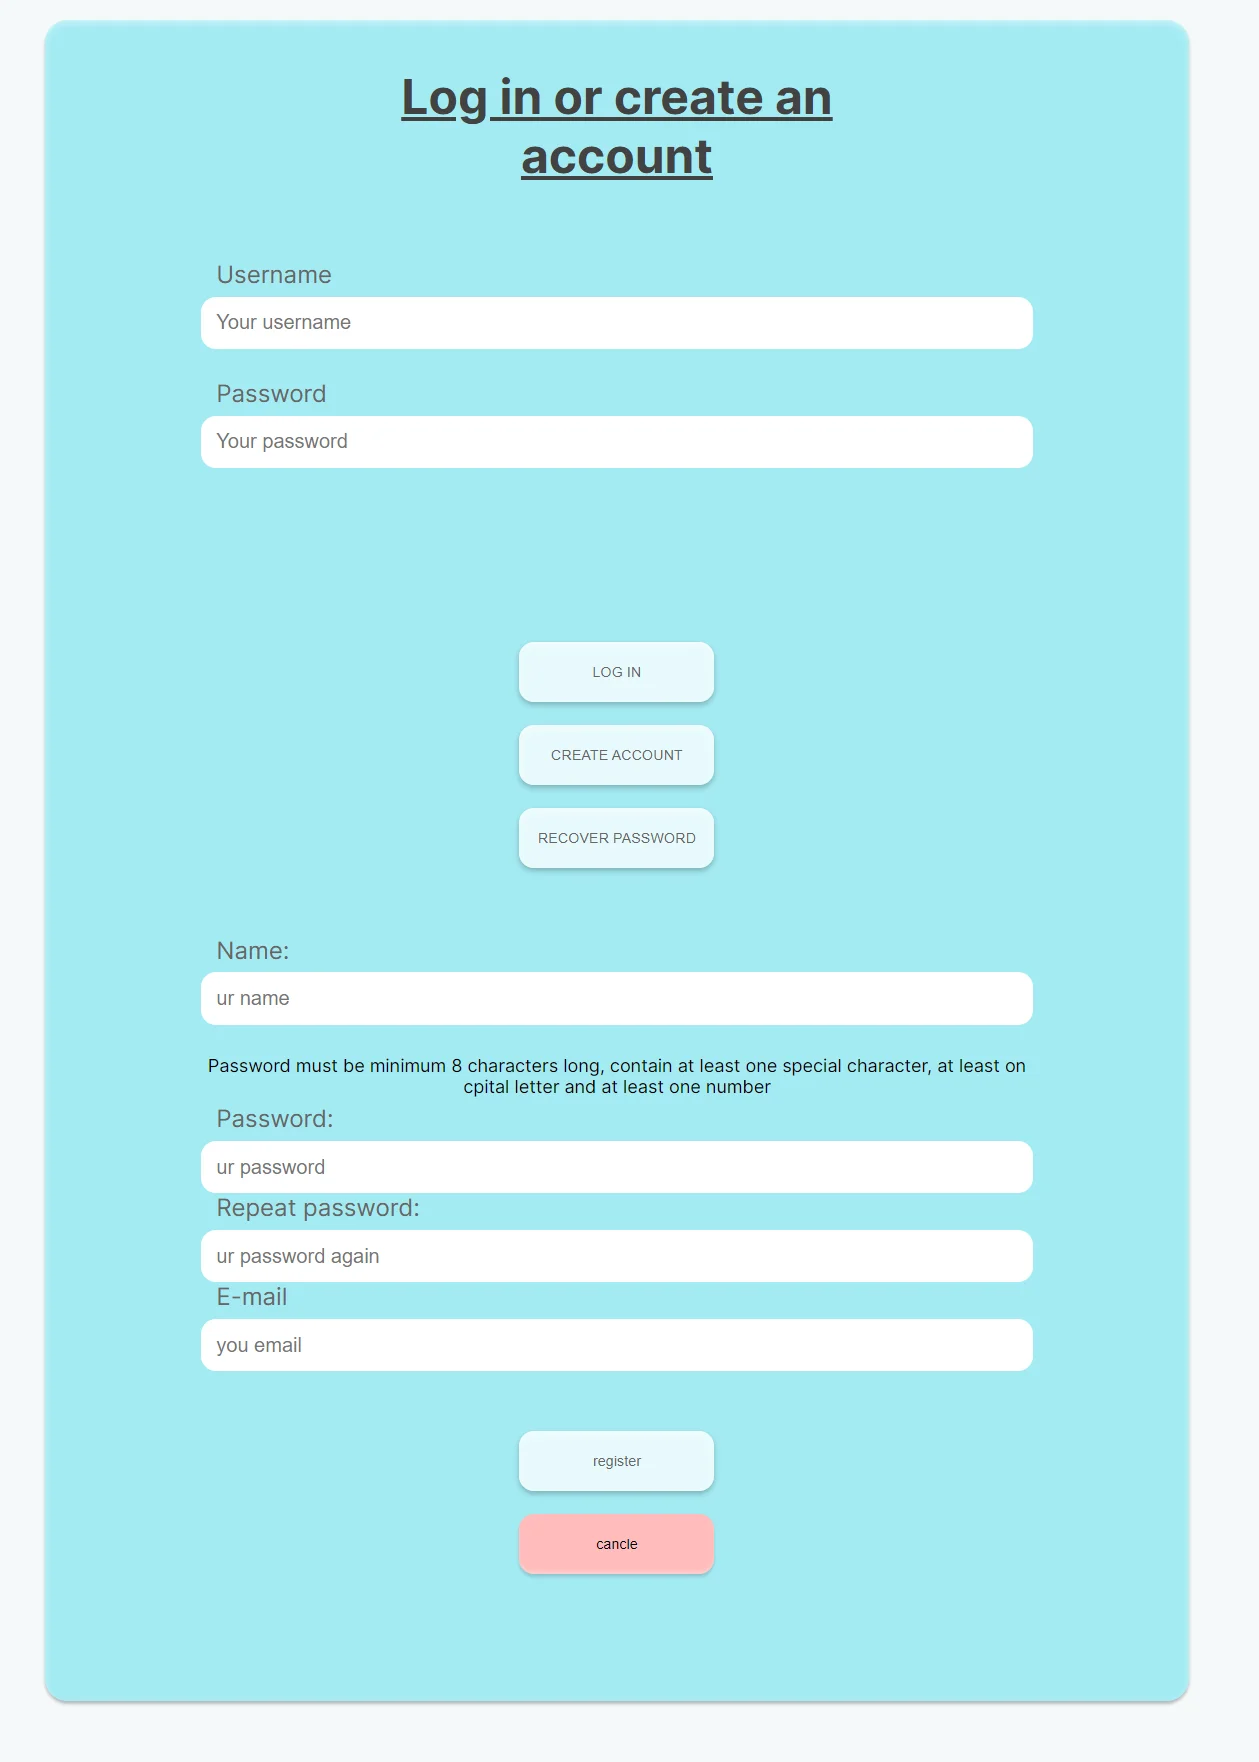 Log in or create an
account
Username
Your username
Password
Your password
LOG IN
CREATE ACCOUNT
RECOVER PASSWORD
Name:
ur name
Password must be minimum 8 characters long, contain at least one special character, at least on
cpital letter and at least one number
Password:
ur password
Repeat password:
ur password again
E-mail
you email
register
cancle